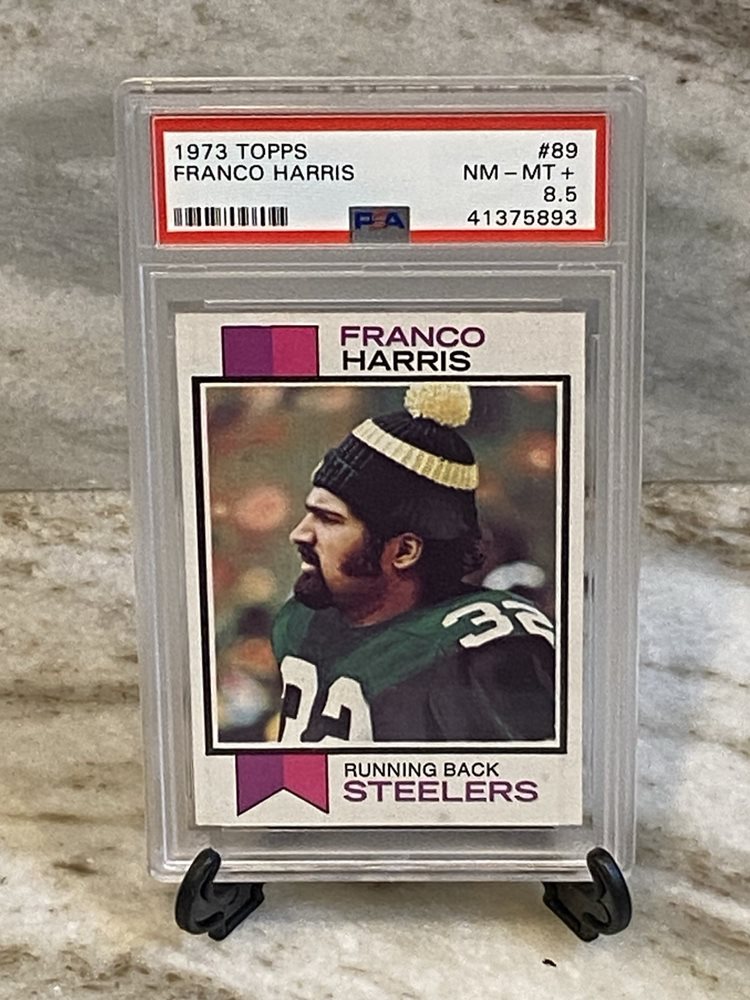 1973 TOPPS #89
FRANCO HARRIS NM – MT +
8.5
PSA 41375893
FRANCO
HARRIS
32
32
RUNNING BACK
STEELERS